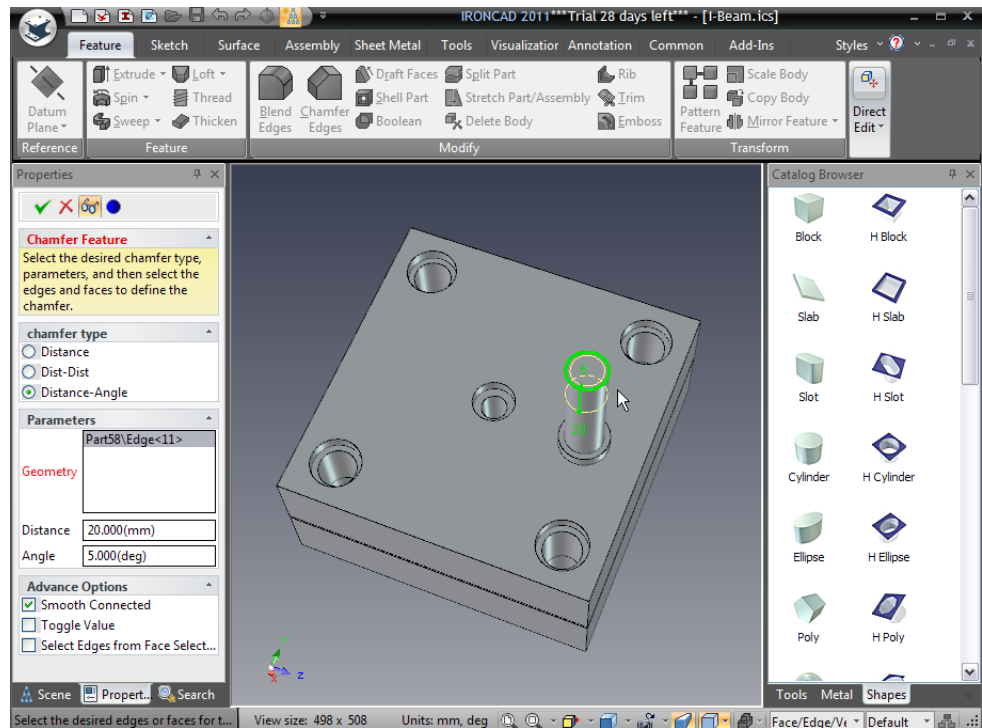 IRONCAD 2011***Trial 28 days left*** - [I-Beam.ics]
Feature Sketch Surface Assembly Sheet Metal Tools Visualization Annotation Common Add-Ins Styles
Datum Plane
Reference
Extrude Loft
Spin Thread
Sweep Thicken
Feature
Blend Edges
Chamfer Edges
Draft Faces Split Part Rib
Shell Part Stretch Part/Assembly Trim
Boolean Delete Body Emboss
Modify
Pattern Feature
Scale Body
Copy Body
Mirror Feature
Transform
Direct Edit
Properties
Chamfer Feature
Select the desired chamfer type,
parameters, and then select the
edges and faces to define the
chamfer.
chamfer type
Distance
Dist-Dist
Distance-Angle
Parameters
Geometry
Part58\Edge<11>
Distance 20.000(mm)
Angle 5.000(deg)
Advance Options
Smooth Connected
Toggle Value
Select Edges from Face Select...
Scene Propert... Search
20
z
Catalog Browser
Block H Block
Slab H Slab
Slot H Slot
Cylinder H Cylinder
Ellipse H Ellipse
Poly H Poly
Tools Metal Shapes
Select the desired edges or faces for t... View size: 498 x 508 Units: mm, deg Face/Edge/Ve Default